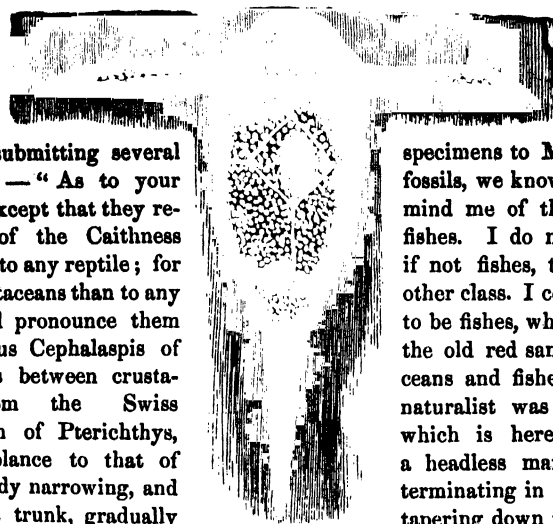 submitting several specimens to M
— "As to your fossils, we know
xcept that they re- mind me of th
of the Caithness fishes. I do n
to any reptile; for if not fishes, t
taceans than to any other class. I c
pronounce them to be fishes, wh
us Cephalaspis of the old red san
s between crusta- ceans and fishe
om the Swiss naturalist was
n of Pterichthys, which is here
blance to that of a headless ma
dy narrowing, and terminating in
trunk, gradually tapering down